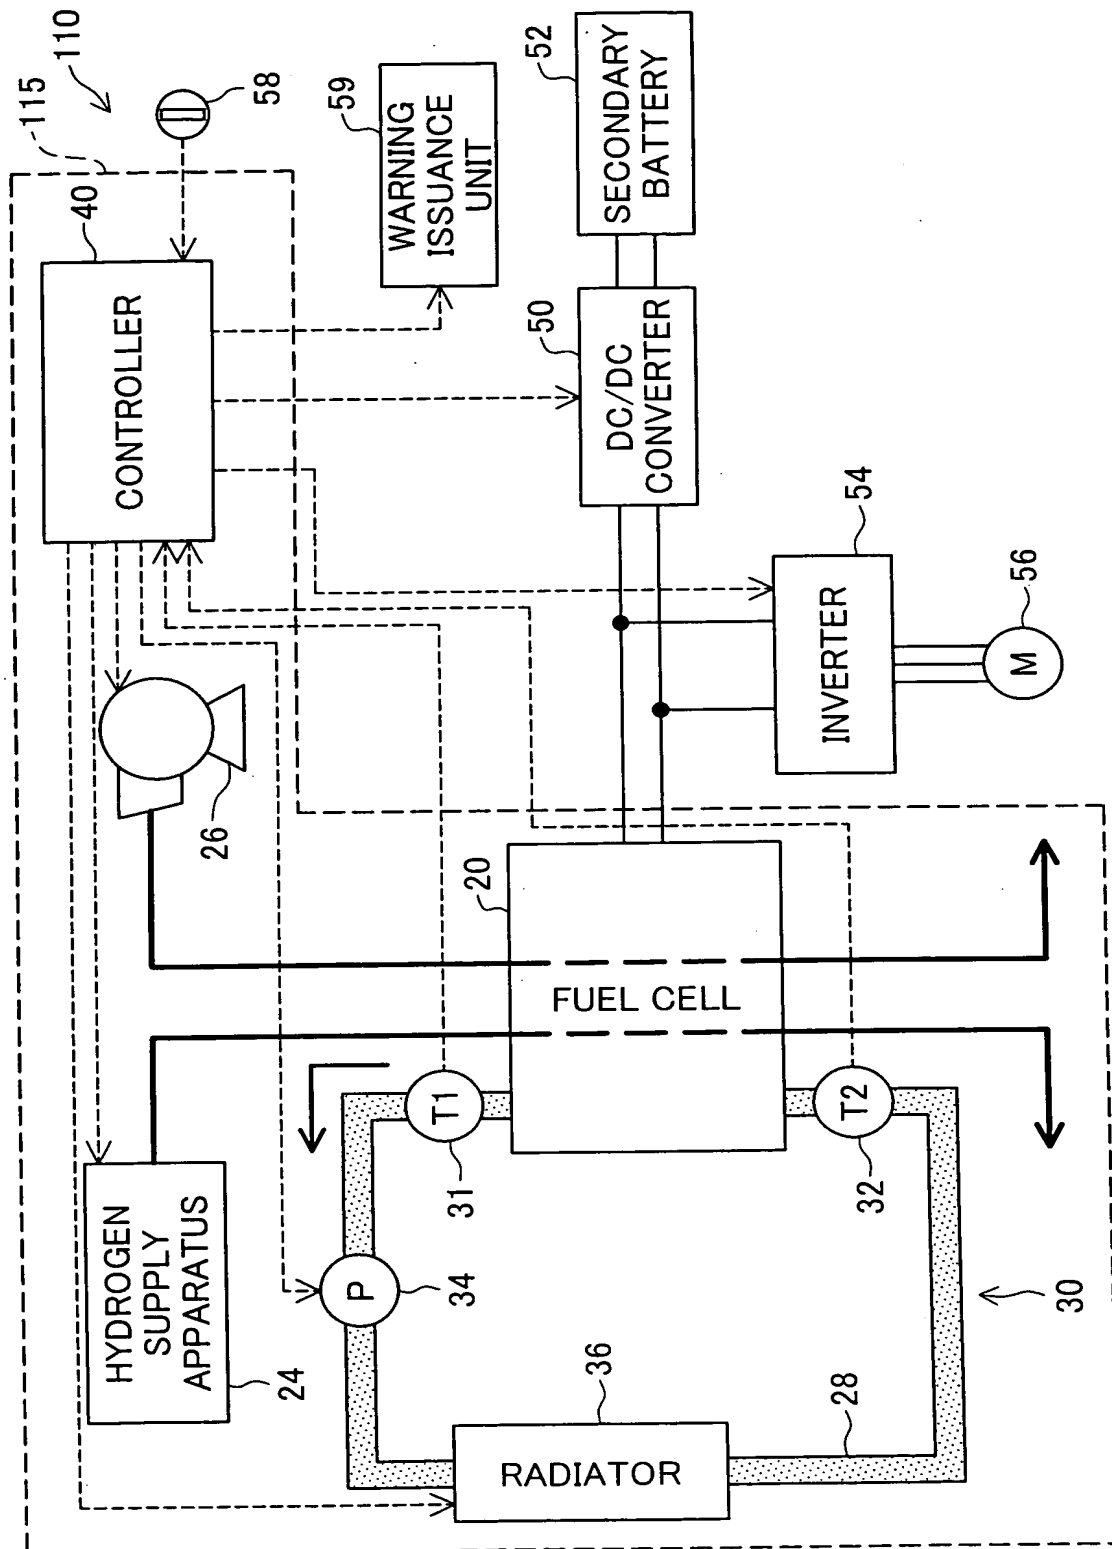 110
115
58
40
CONTROLLER
59
WARNING
ISSUANCE
UNIT
52
SECONDARY
BATTERY
50
DC/DC
CONVERTER
54
INVERTER
56
M
26
20
FUEL CELL
HYDROGEN
SUPPLY
APPARATUS
24
T1
31
T2
32
P
34
36
RADIATOR
28
30